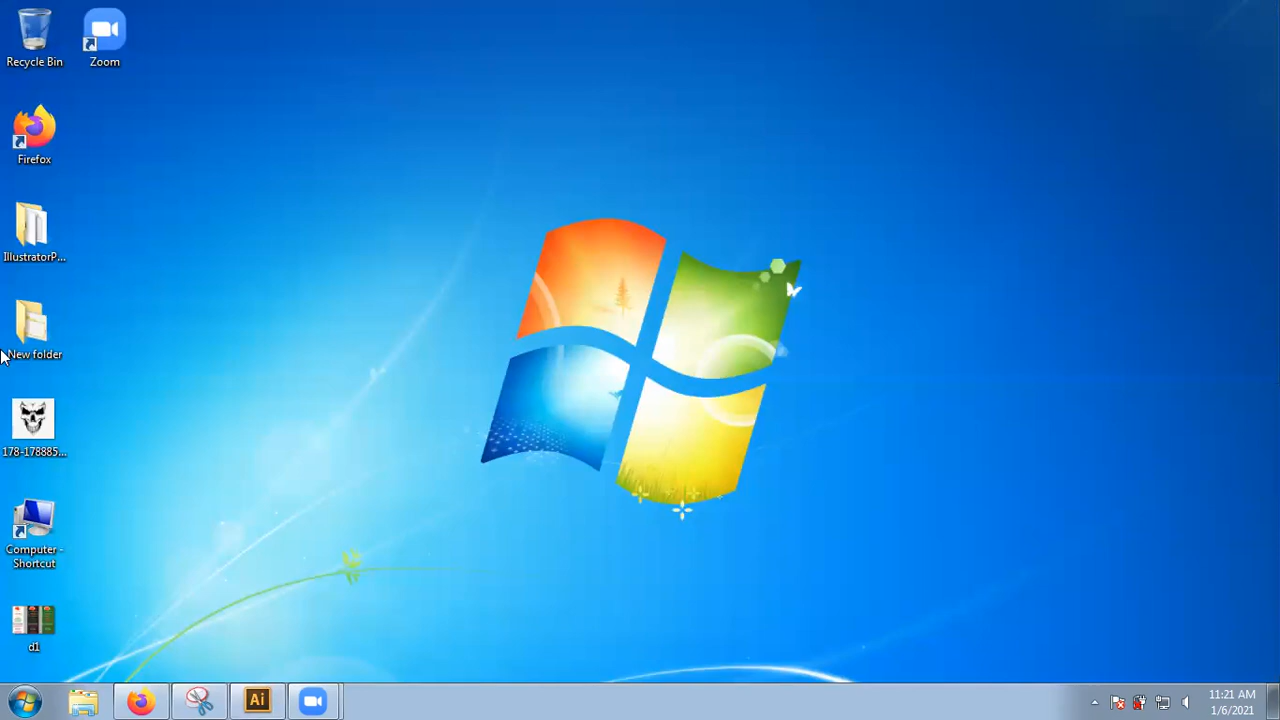 Recycle Bin
Zoom
Firefox
IllustratorP...
New folder
178-178885...
Computer -
Shortcut
d1
Ai
11:21 AM
1/6/2021